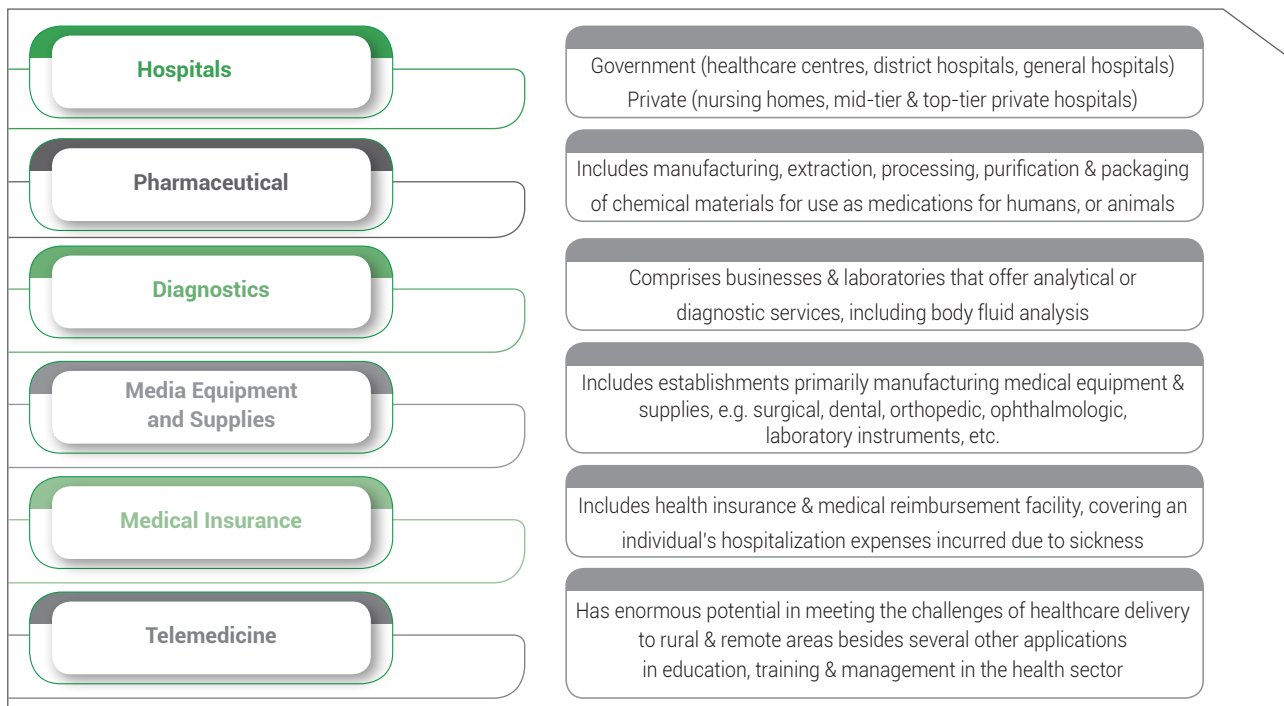 Hospitals
Government (healthcare centres, district hospitals, general hospitals)
Private (nursing homes, mid-tier & top-tier private hospitals)
Pharmaceutical
Includes manufacturing, extraction, processing, purification & packaging
of chemical materials for use as medications for humans, or animals
Diagnostics
Comprises businesses & laboratories that offer analytical or
diagnostic services, including body fluid analysis
Media Equipment
and Supplies
Includes establishments primarily manufacturing medical equipment &
supplies, e.g. surgical, dental, orthopedic, ophthalmologic,
laboratory instruments, etc.
Medical Insurance
Includes health insurance & medical reimbursement facility, covering an
individual's hospitalization expenses incurred due to sickness
Telemedicine
Has enormous potential in meeting the challenges of healthcare delivery
to rural & remote areas besides several other applications
in education, training & management in the health sector